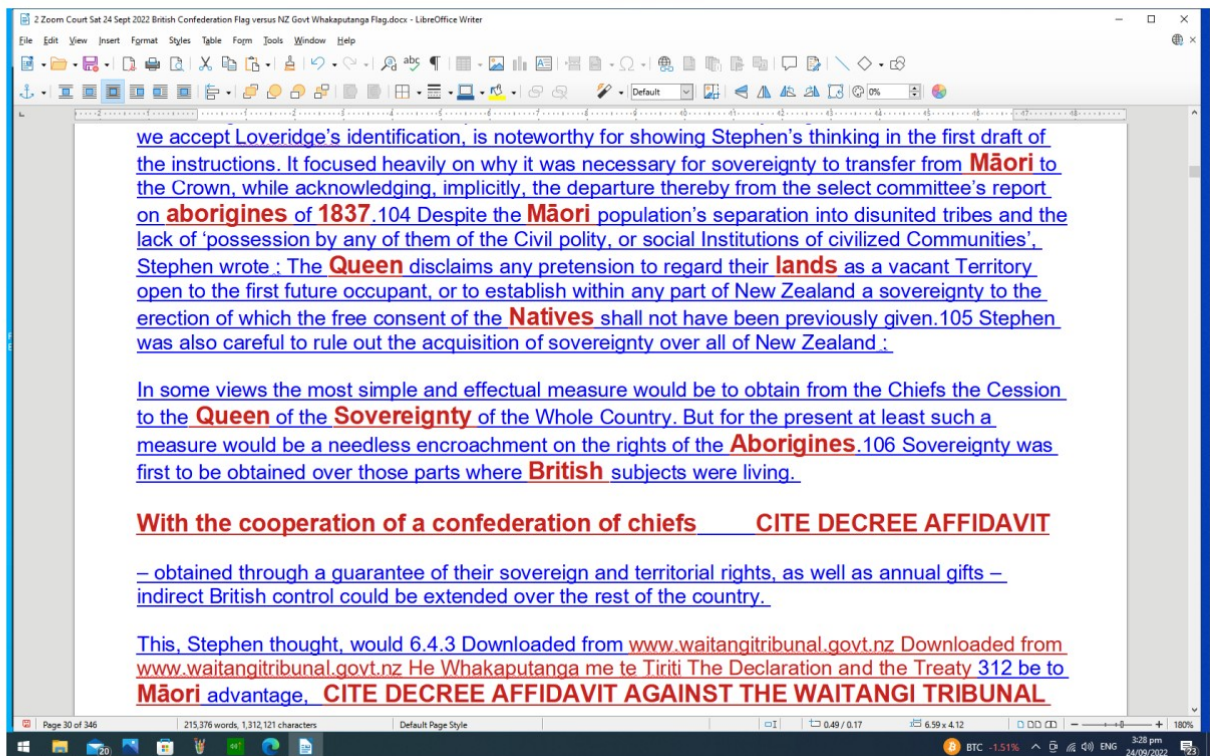 2 Zoom Court Sat 24 Sept 2022 British Confederation Flag versus NZ Govt Whakaputanga Flag.docx - LibreOffice Writer
File Edit View Insert Format Styles Table Form Tools Window Help
Default 0%
we accept Loveridge's identification, is noteworthy for showing Stephen's thinking in the first draft of
the instructions. It focused heavily on why it was necessary for sovereignty to transfer from Māori to
the Crown, while acknowledging, implicitly, the departure thereby from the select committee's report
on aborigines of 1837.104 Despite the Māori population's separation into disunited tribes and the
lack of 'possession by any of them of the Civil polity, or social Institutions of civilized Communities',
Stephen wrote : The Queen disclaims any pretension to regard their lands as a vacant Territory
open to the first future occupant, or to establish within any part of New Zealand a sovereignty to the
erection of which the free consent of the Natives shall not have been previously given.105 Stephen
was also careful to rule out the acquisition of sovereignty over all of New Zealand :
In some views the most simple and effectual measure would be to obtain from the Chiefs the Cession
to the Queen of the Sovereignty of the Whole Country. But for the present at least such a
measure would be a needless encroachment on the rights of the Aborigines.106 Sovereignty was
first to be obtained over those parts where British subjects were living.
With the cooperation of a confederation of chiefs CITE DECREE AFFIDAVIT
– obtained through a guarantee of their sovereign and territorial rights, as well as annual gifts –
indirect British control could be extended over the rest of the country.
This, Stephen thought, would 6.4.3 Downloaded from www.waitangitribunal.govt.nz Downloaded from
www.waitangitribunal.govt.nz He Whakaputanga me te Tiriti The Declaration and the Treaty 312 be to
Māori advantage, CITE DECREE AFFIDAVIT AGAINST THE WAITANGI TRIBUNAL
Page 30 of 346 215,376 words, 1,312,121 characters Default Page Style 0.49 / 0.17 6.59 x 4.12 180%
20 BTC -1.51% ENG 3:28 pm
24/09/2022 23